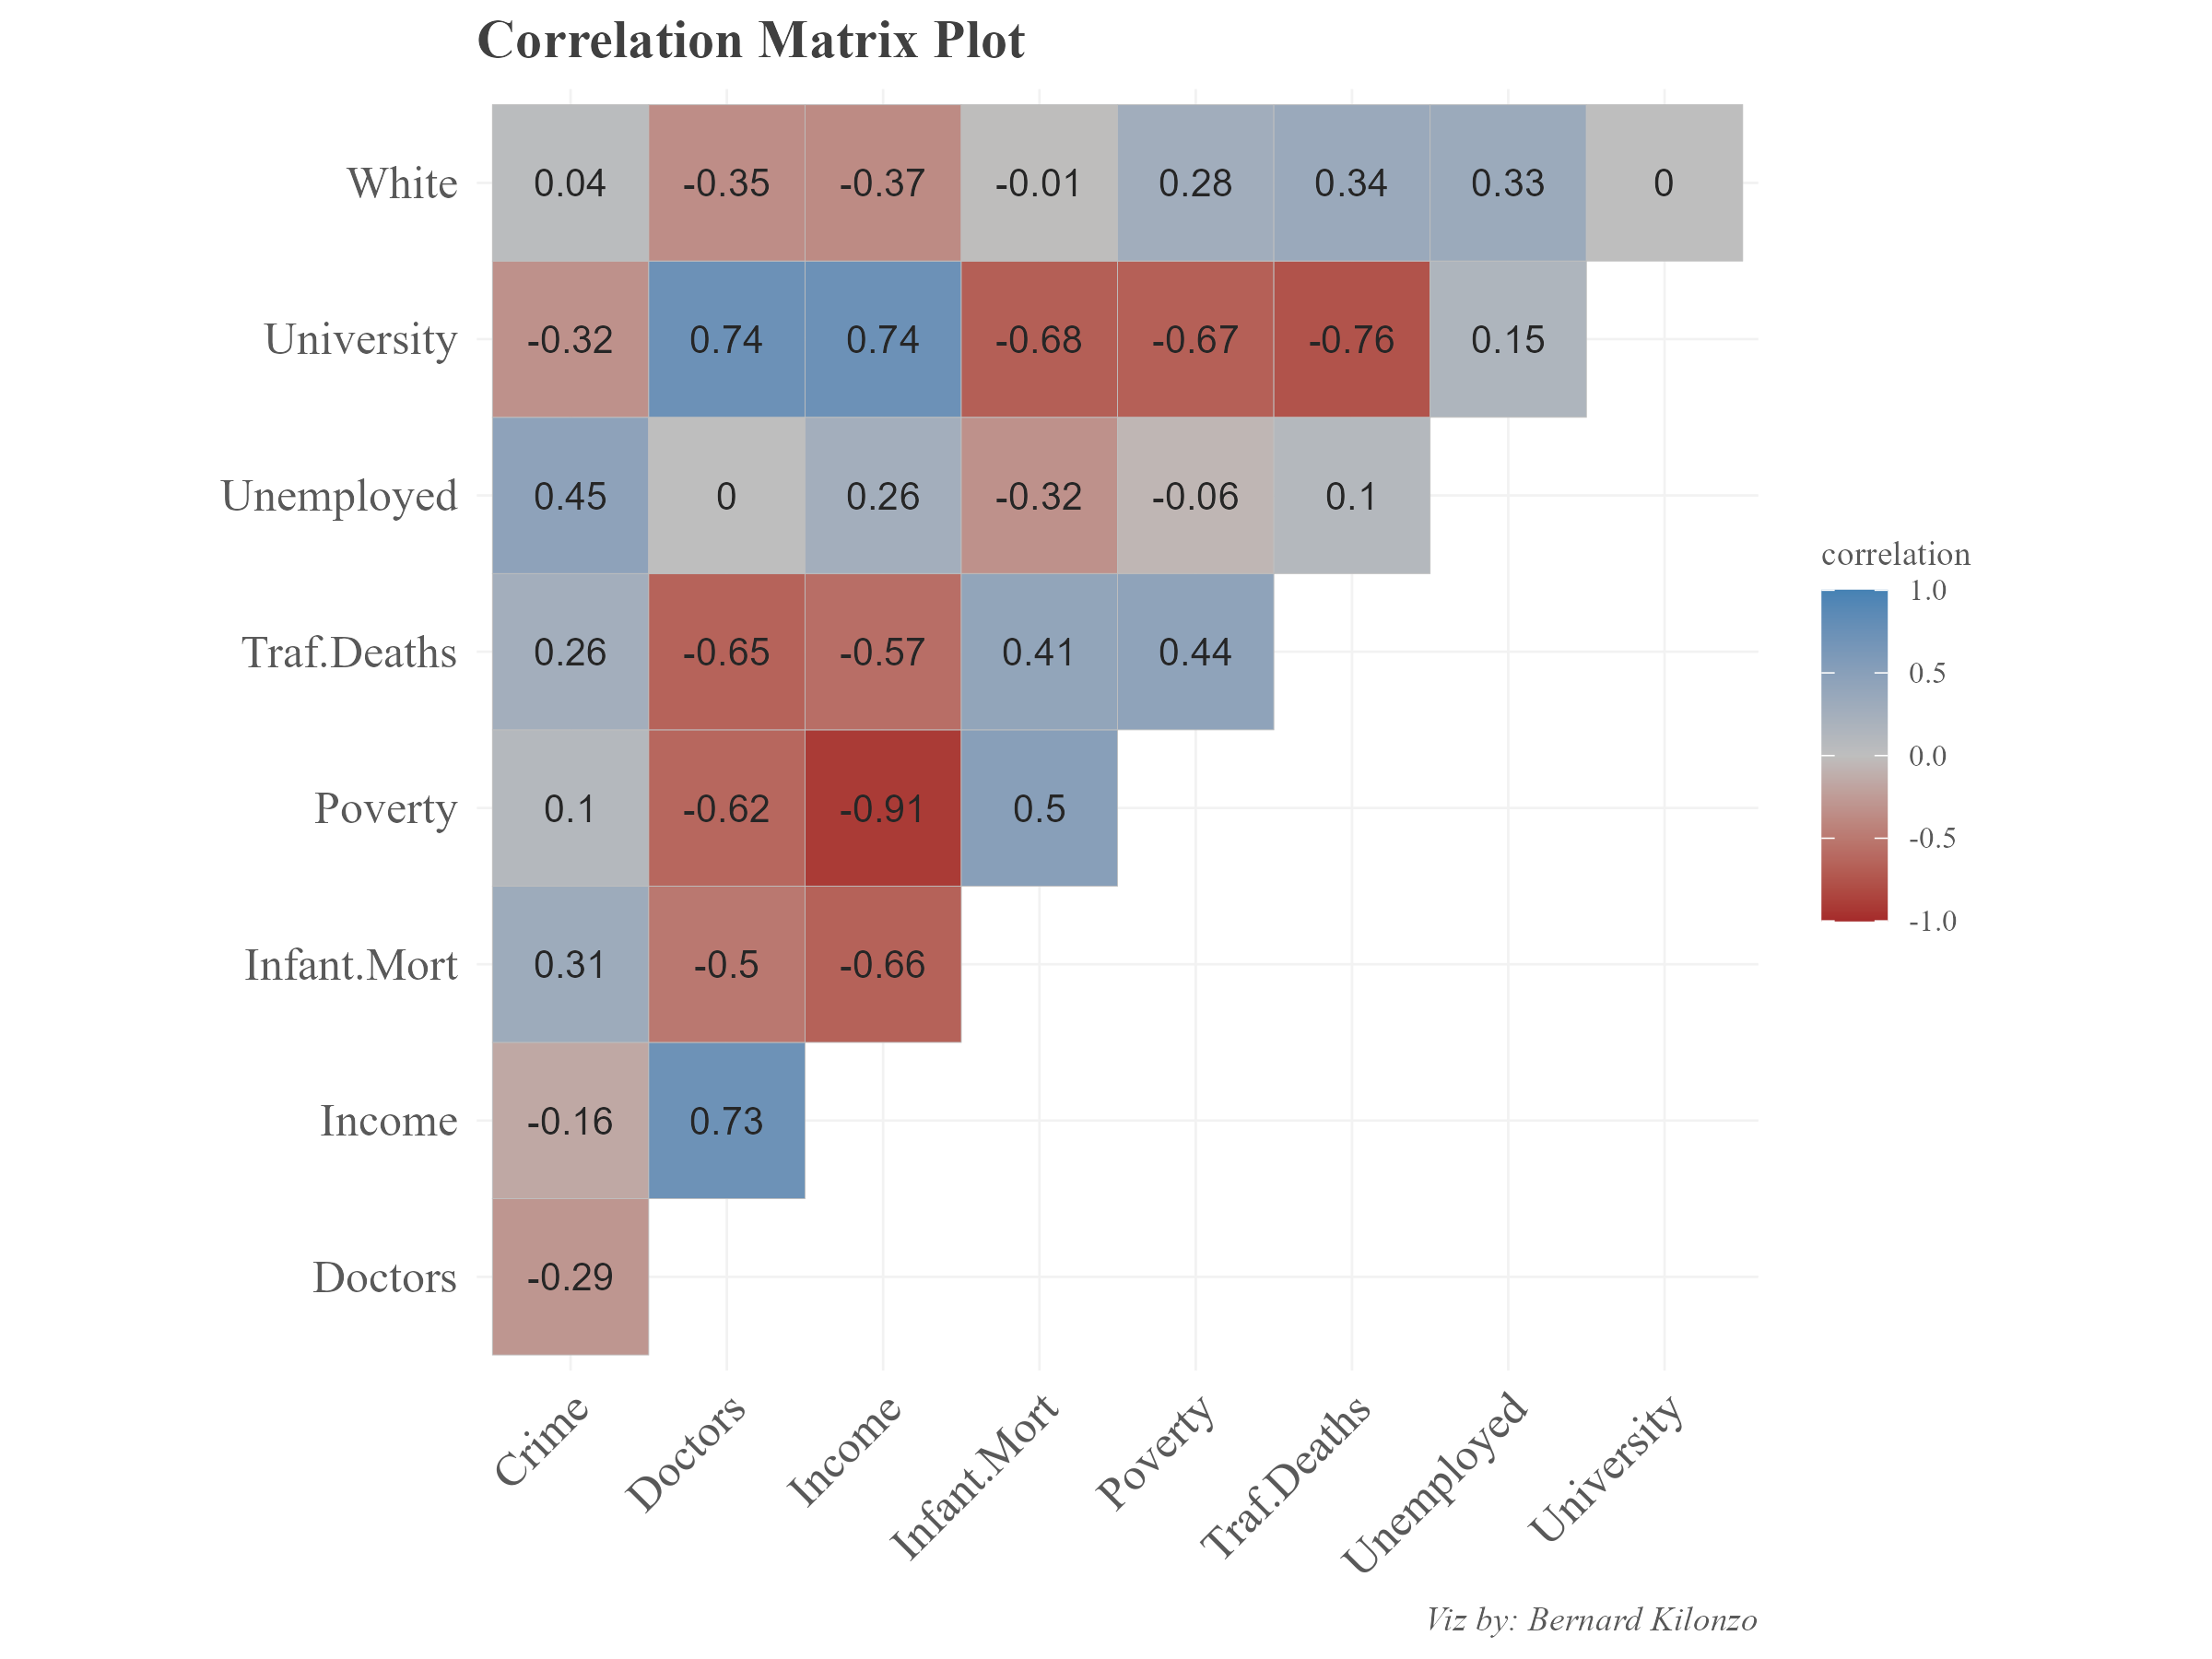 Correlation Matrix Plot
White 0.04 -0.35 -0.37 -0.01 0.28 0.34 0.33 0
University -0.32 0.74 0.74 -0.68 -0.67 -0.76 0.15
Unemployed 0.45 0 0.26 -0.32 -0.06 0.1
Traf.Deaths 0.26 -0.65 -0.57 0.41 0.44
Poverty 0.1 -0.62 -0.91 0.5
Infant.Mort 0.31 -0.5 -0.66
Income -0.16 0.73
Doctors -0.29
Crime Doctors Income Infant.Mort Poverty Traf.Deaths Unemployed University
correlation
1.0
0.5
0.0
-0.5
-1.0
Viz by: Bernard Kilonzo